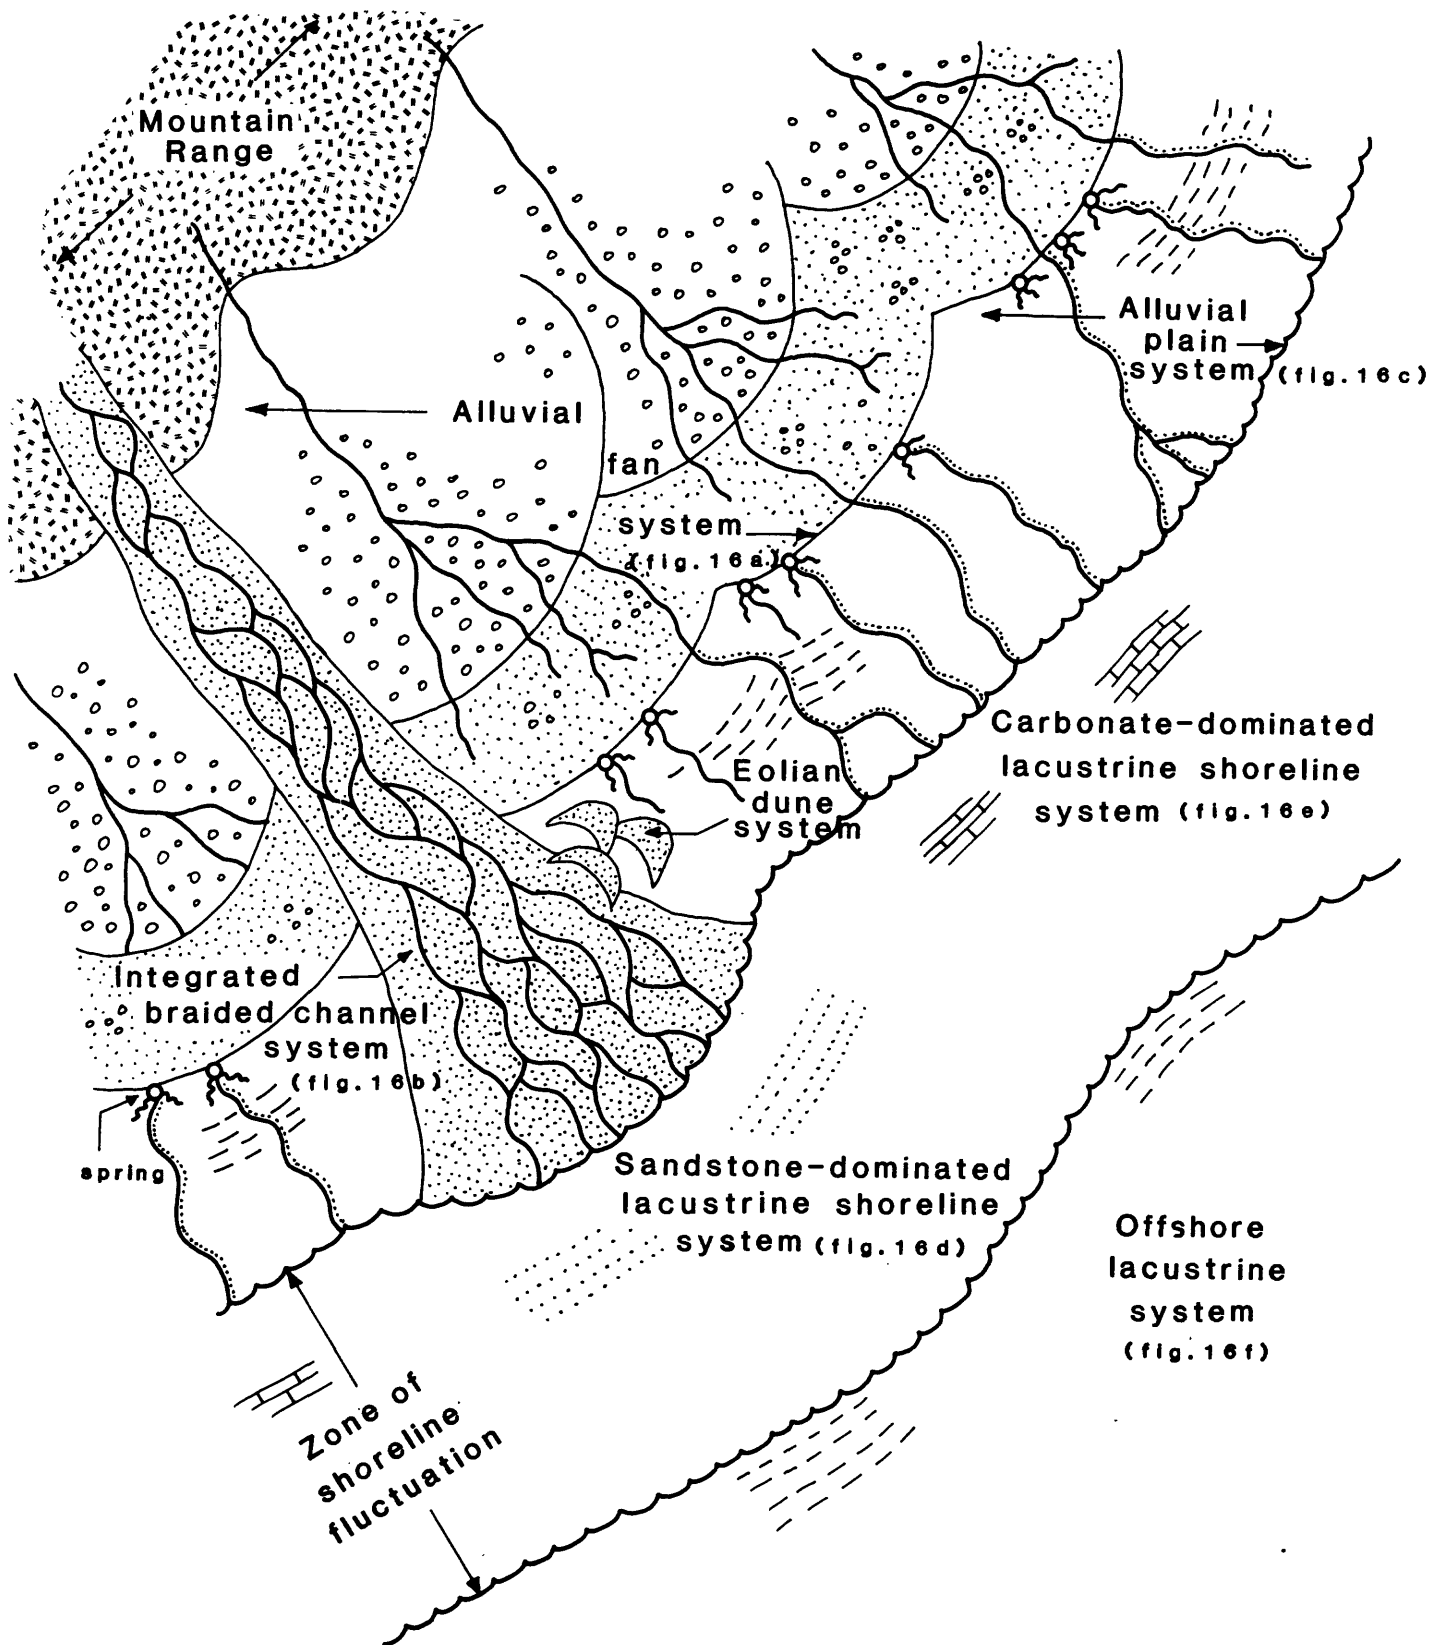 Mountain
Range
Alluvial
plain
system (fig. 16c)
Alluvial
fan
system
(fig. 16a)
Carbonate-dominated
lacustrine shoreline
system (fig. 16e)
Eolian
dune
system
Integrated
braided channel
system
(fig. 16b)
spring
Sandstone-dominated
lacustrine shoreline
system (fig. 16d)
Offshore
lacustrine
system
(fig. 16f)
Zone of
shoreline
fluctuation